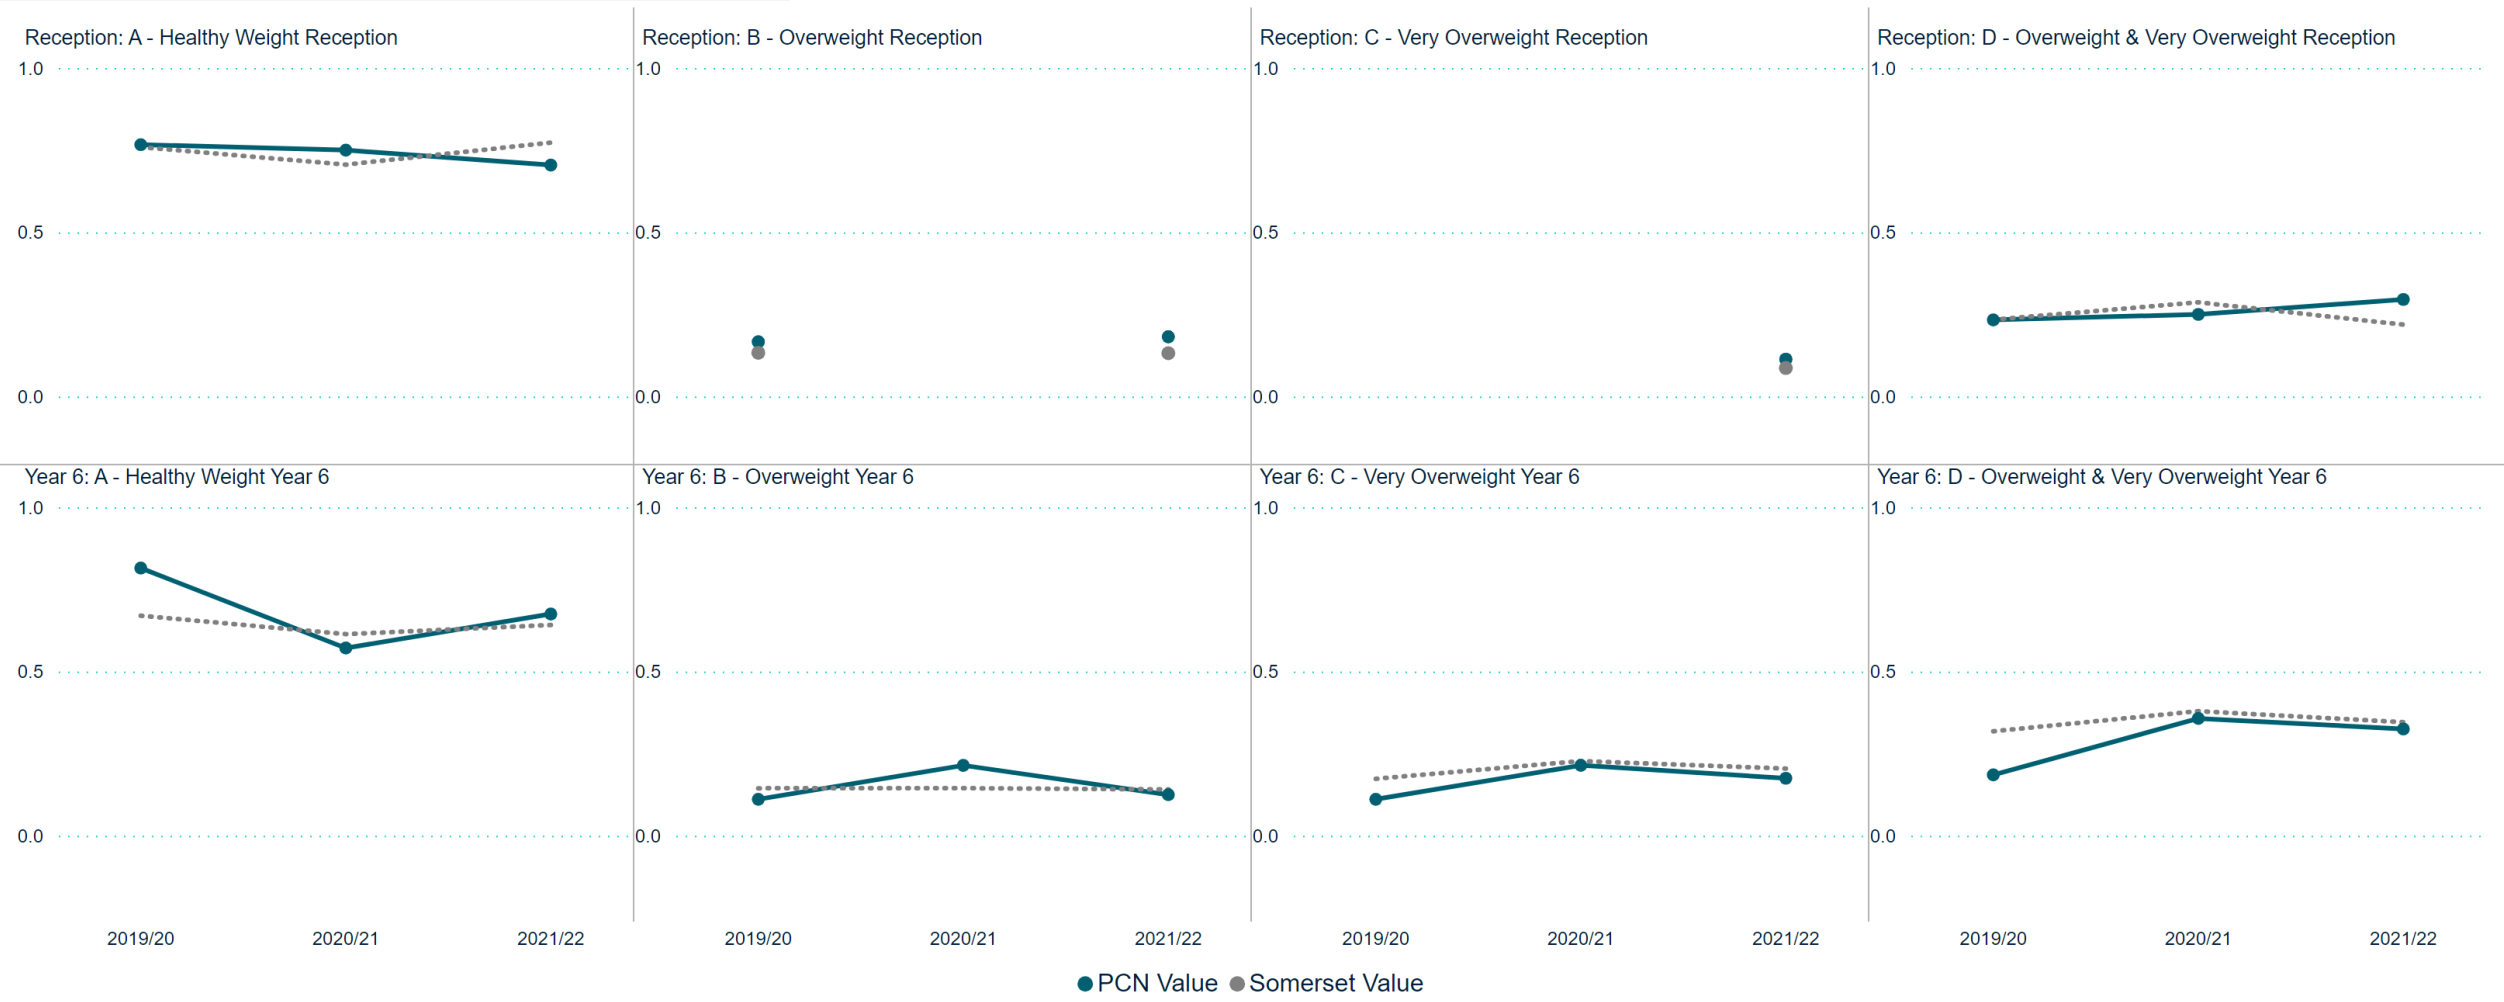 Reception: A - Healthy Weight Reception
1.0
0.5
0.0
Reception: B - Overweight Reception
1.0
0.5
0.0
Reception: C - Very Overweight Reception
1.0
0.5
0.0
Reception: D - Overweight & Very Overweight Reception
1.0
0.5
0.0
Year 6: A - Healthy Weight Year 6
1.0
0.5
0.0
Year 6: B - Overweight Year 6
1.0
0.5
0.0
Year 6: C - Very Overweight Year 6
1.0
0.5
0.0
Year 6: D - Overweight & Very Overweight Year 6
1.0
0.5
0.0
2019/20 2020/21 2021/22
2019/20 2020/21 2021/22
2019/20 2020/21 2021/22
2019/20 2020/21 2021/22
PCN Value Somerset Value